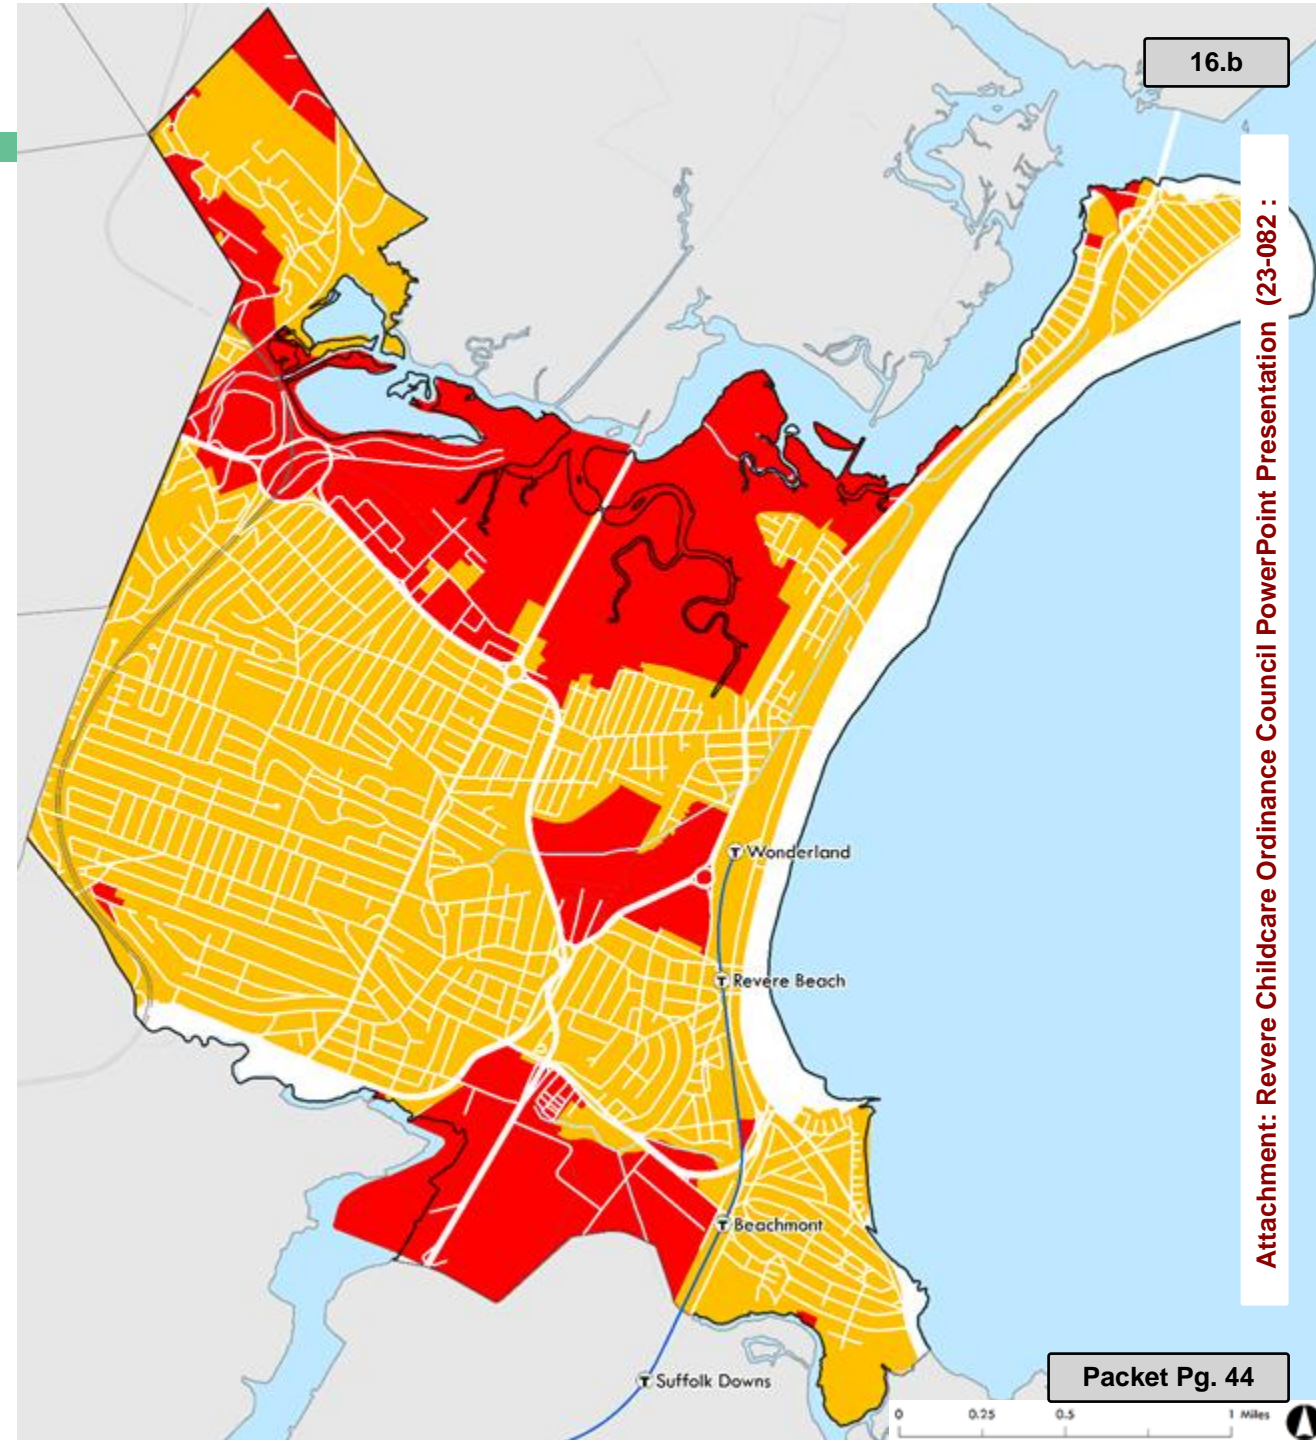 16.b
Attachment: Revere Childcare Ordinance Council PowerPoint Presentation (23-082 :
T Wonderland
T Revere Beach
T Beachmont
T Suffolk Downs
Packet Pg. 44
0 0.25 0.5 1 Miles